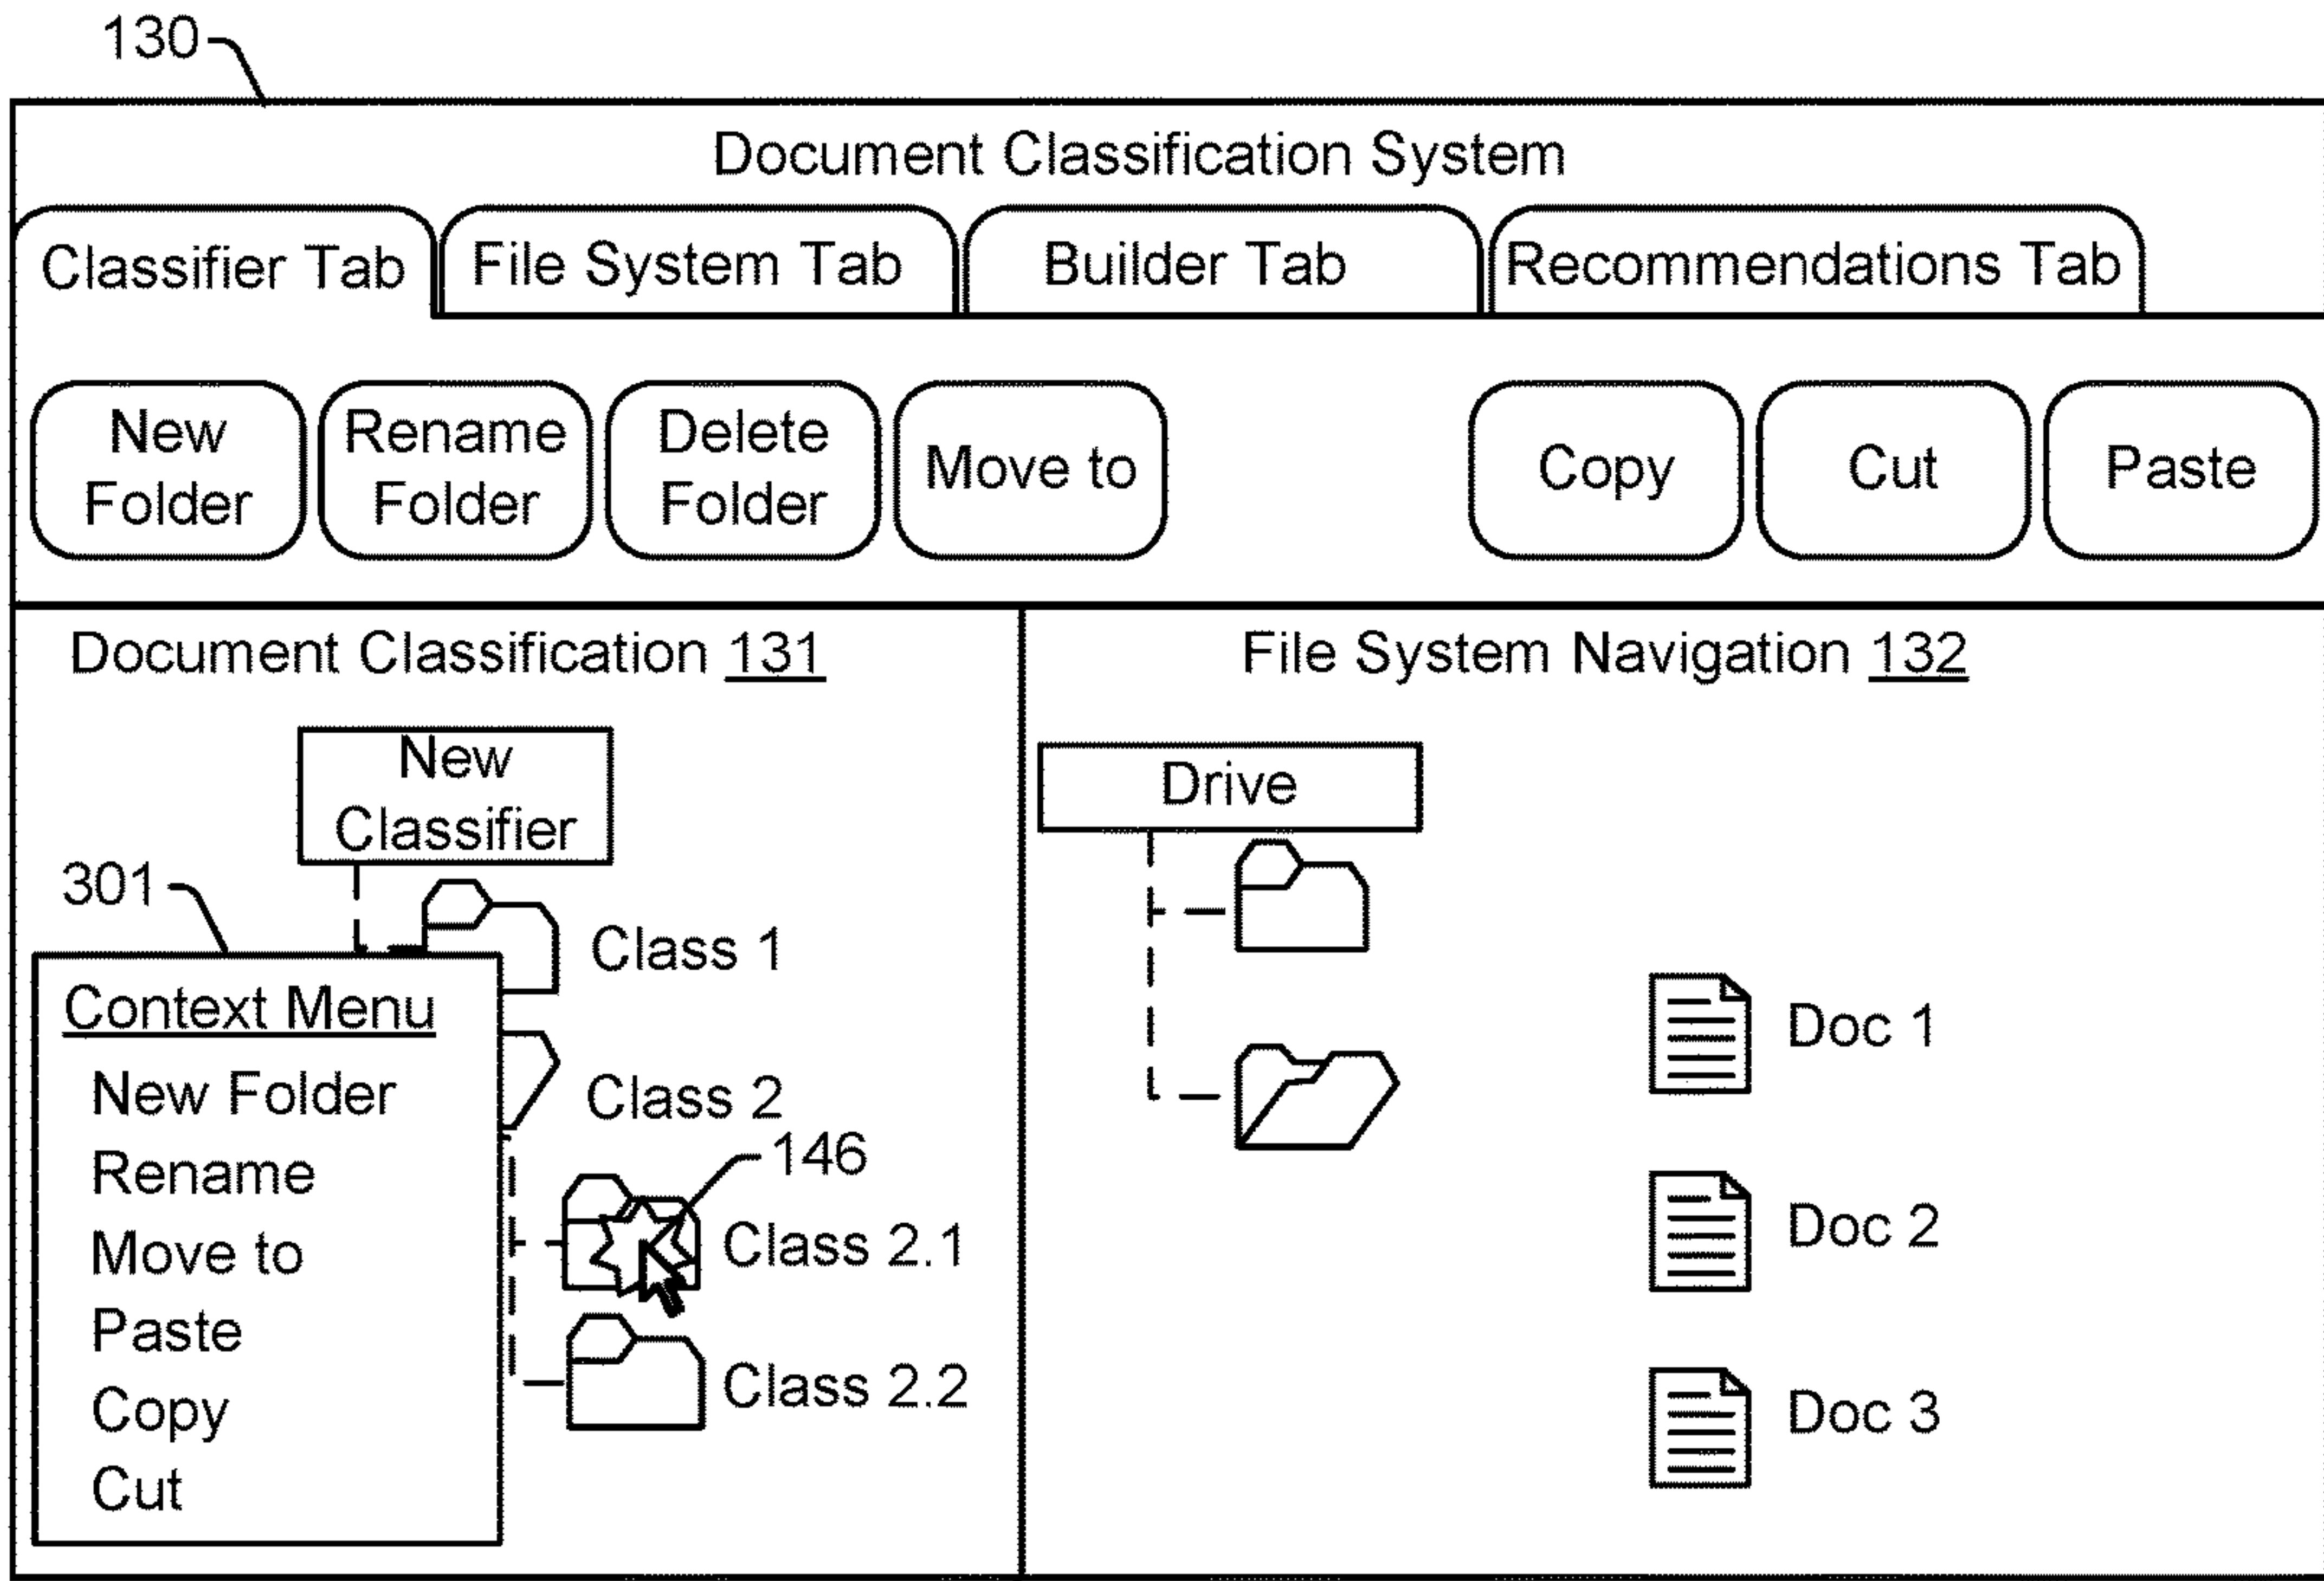 130
Document Classification System
Classifier Tab
File System Tab
Builder Tab
Recommendations Tab
New
Folder
Rename
Folder
Delete
Folder
Move to
Copy
Cut
Paste
Document Classification 131
New
Classifier
301
Class 1
Context Menu
New Folder
Rename
Move to
Paste
Copy
Cut
Class 2
146
Class 2.1
Class 2.2
File System Navigation 132
Drive
Doc 1
Doc 2
Doc 3